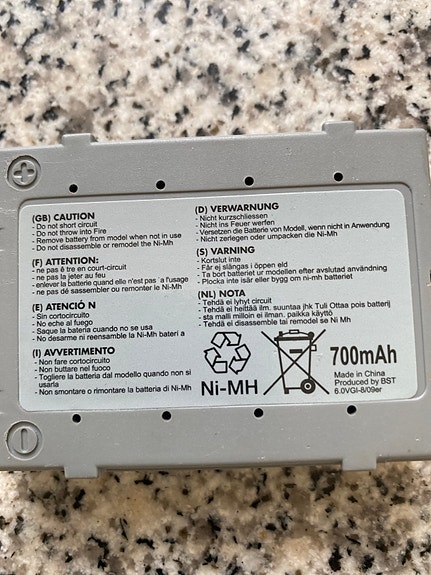 (GB) CAUTION
- Do not short circuit
- Do not throw into Fire
- Remove battery from model when not in use
- Do not disassemble or remodel the Ni-Mh
(F) ATTENTION:
- ne pas ê tre en court-circuit
- ne pas la jeter au feu
- enlever la batterie quand elle n'est pas `a l'usage
- ne pas dé sassembler ou remonter le Ni-Mh
(E) ATENCIÓ N
- Sin cortocircuito
- No eche al fuego
- Saque la batería cuando no se usa
- No desarme ni reensamble la Ni-MH baterí a
(I) AVVERTIMENTO
- Non fare cortocircuito
- Non buttare nel fuoco
- Togliere la batteria dal modello quando non si
usarla
- Non smontare o rimontare la batteria di Ni-Mh
(D) VERWARNUNG
- Nicht kurzschliessen
- Nicht ins Feuer werfen
- Versetzen die Batterie von Modell, wenn nicht in Anwendung
- Nicht zerlegen oder umpacken die Ni-Mh
(S) VARNING
- Kortslut inte
- Får ej slängas i öppen eld
- Ta bort batteriet ur modellen efter avslutad användning
- Plocka inte isär eller bygg om ni-mh batteriet
(NL) NOTA
- Tehdä ei lyhyt circuit
- Tehdä ei heittää ilm. suuntaa jhk Tuli Ottaa pois batterij
- sta malli milloin ei ilman. paikka käyttö
- Tehdä ei disassemble tai remodel se Ni. Mh
Ni-MH
700mAh
Made in China
Produced by BST
6.0VGI-8/09er